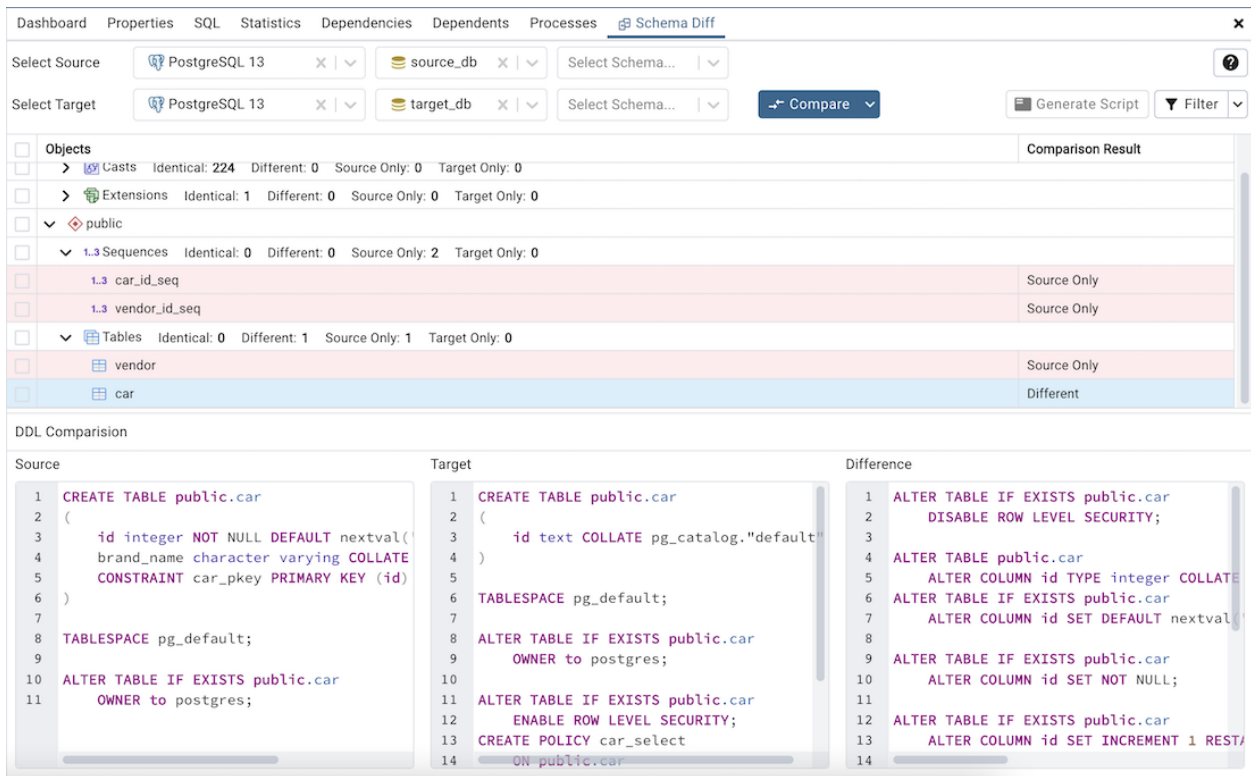 Dashboard Properties SQL Statistics Dependencies Dependents Processes Schema Diff
Select Source PostgreSQL 13 source_db Select Schema...
Select Target PostgreSQL 13 target_db Select Schema... Compare Generate Script Filter
Objects Comparison Result
Casts Identical: 224 Different: 0 Source Only: 0 Target Only: 0
Extensions Identical: 1 Different: 0 Source Only: 0 Target Only: 0
public
1..3 Sequences Identical: 0 Different: 0 Source Only: 2 Target Only: 0
1..3 car_id_seq Source Only
1..3 vendor_id_seq Source Only
Tables Identical: 0 Different: 1 Source Only: 1 Target Only: 0
vendor Source Only
car Different
DDL Comparision
Source
1 CREATE TABLE public.car
2 (
3 id integer NOT NULL DEFAULT nextval('
4 brand_name character varying COLLATE
5 CONSTRAINT car_pkey PRIMARY KEY (id)
6 )
7
8 TABLESPACE pg_default;
9
10 ALTER TABLE IF EXISTS public.car
11 OWNER to postgres;
Target
1 CREATE TABLE public.car
2 (
3 id text COLLATE pg_catalog."default"
4 )
5
6 TABLESPACE pg_default;
7
8 ALTER TABLE IF EXISTS public.car
9 OWNER to postgres;
10
11 ALTER TABLE IF EXISTS public.car
12 ENABLE ROW LEVEL SECURITY;
13 CREATE POLICY car_select
14 ON public.car
Difference
1 ALTER TABLE IF EXISTS public.car
2 DISABLE ROW LEVEL SECURITY;
3
4 ALTER TABLE public.car
5 ALTER COLUMN id TYPE integer COLLATE
6 ALTER TABLE IF EXISTS public.car
7 ALTER COLUMN id SET DEFAULT nextval(
8
9 ALTER TABLE IF EXISTS public.car
10 ALTER COLUMN id SET NOT NULL;
11
12 ALTER TABLE IF EXISTS public.car
13 ALTER COLUMN id SET INCREMENT 1
14